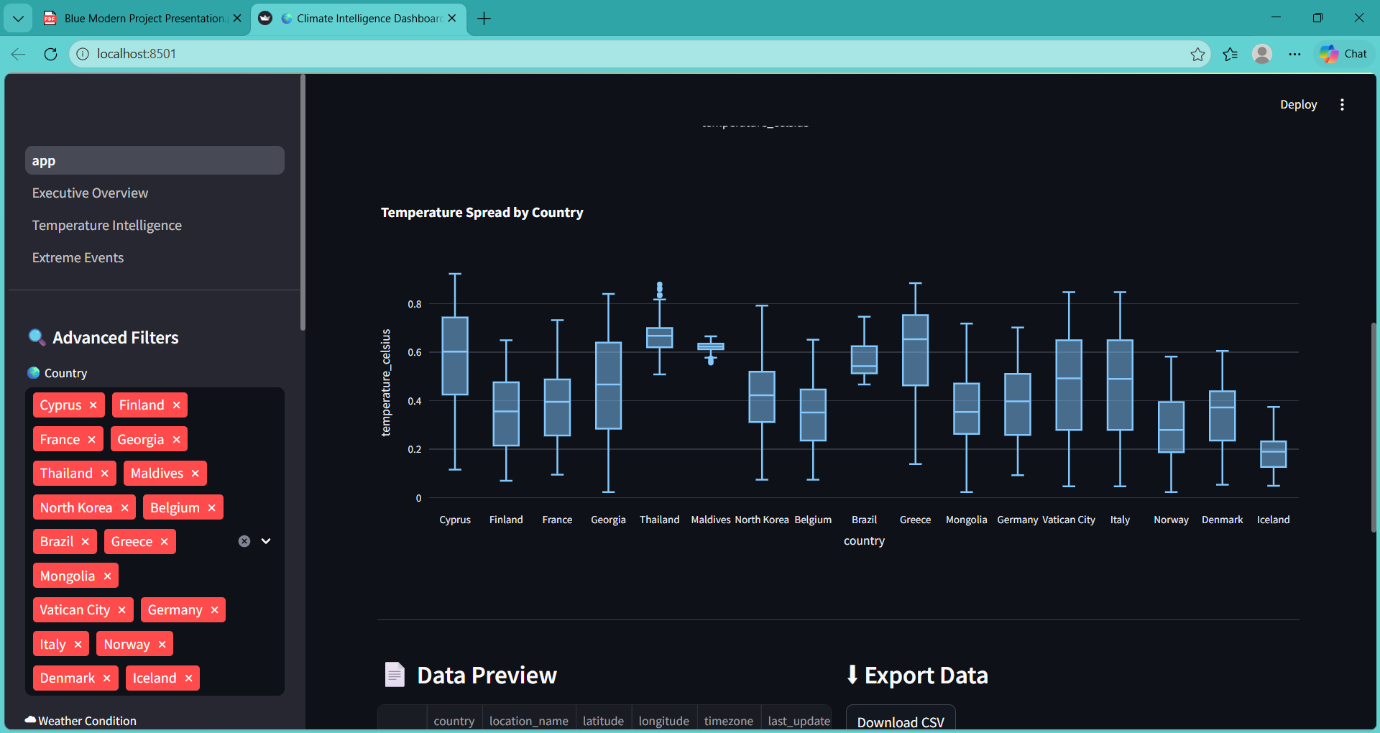 Blue Modern Project Presentation.
Climate Intelligence Dashboard
localhost:8501
Chat
Deploy
app
Executive Overview
Temperature Intelligence
Extreme Events
Advanced Filters
Country
Cyprus × Finland ×
France × Georgia ×
Thailand × Maldives ×
North Korea × Belgium ×
Brazil × Greece ×
Mongolia ×
Vatican City × Germany ×
Italy × Norway ×
Denmark × Iceland ×
Weather Condition
temperature_celsius
Temperature Spread by Country
temperature_celsius
0.8
0.6
0.4
0.2
0
Cyprus Finland France Georgia Thailand Maldives North Korea Belgium Brazil Greece Mongolia Germany Vatican City Italy Norway Denmark Iceland
country
Data Preview
country location_name latitude longitude timezone last_update
Export Data
Download CSV